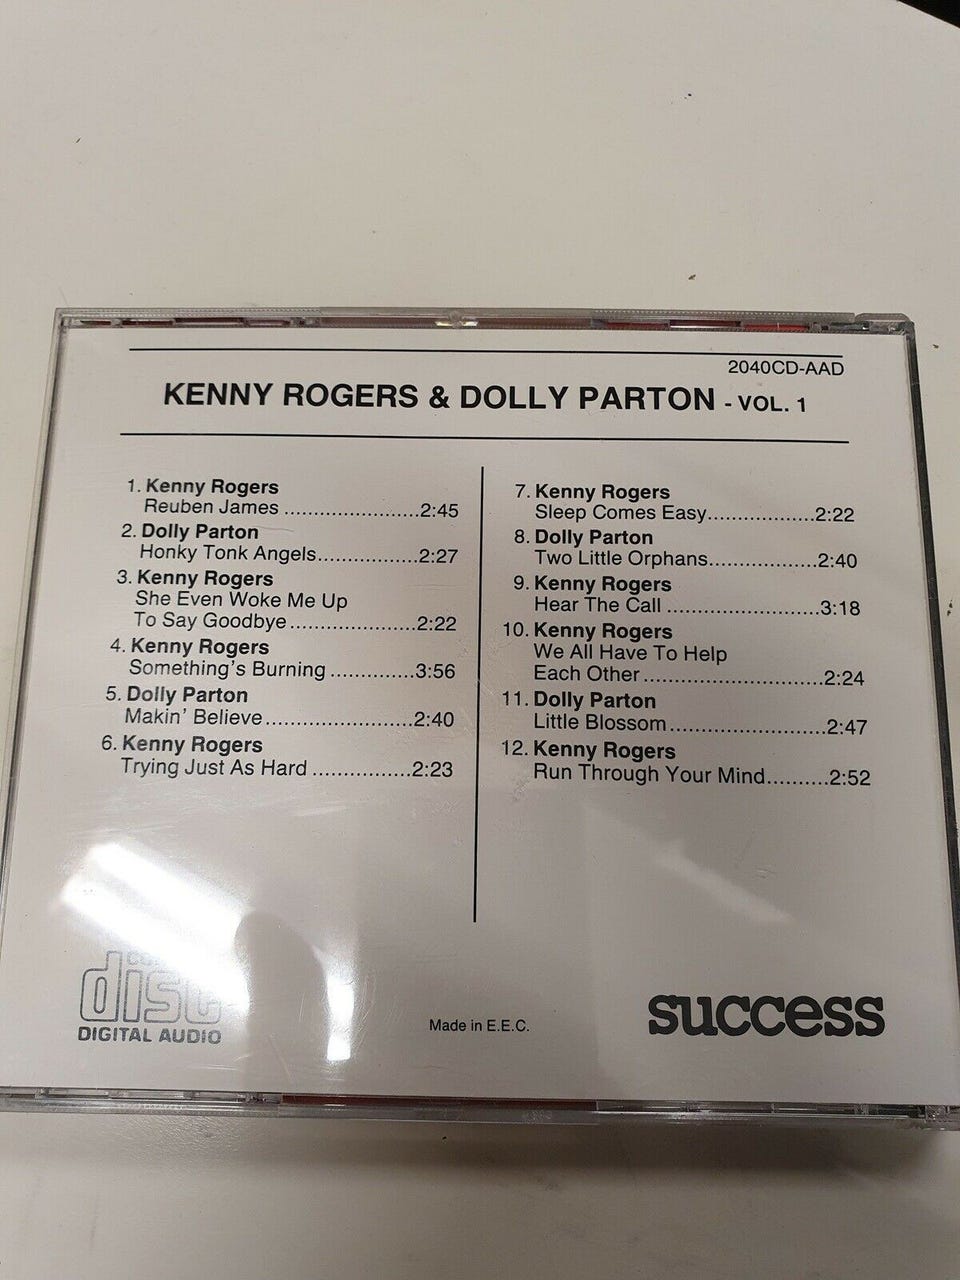 2040CD-AAD
KENNY ROGERS & DOLLY PARTON - VOL. 1
1. Kenny Rogers
Reuben James ......................2:45
2. Dolly Parton
Honky Tonk Angels................2:27
3. Kenny Rogers
She Even Woke Me Up
To Say Goodbye ....................2:22
4. Kenny Rogers
Something's Burning .............3:56
5. Dolly Parton
Makin' Believe .......................2:40
6. Kenny Rogers
Trying Just As Hard ................2:23
7. Kenny Rogers
Sleep Comes Easy.................2:22
8. Dolly Parton
Two Little Orphans.................2:40
9. Kenny Rogers
Hear The Call ........................3:18
10. Kenny Rogers
We All Have To Help
Each Other ............................2:24
11. Dolly Parton
Little Blossom ........................2:47
12. Kenny Rogers
Run Through Your Mind..........2:52
disc
DIGITAL AUDIO
Made in E.E.C.
success